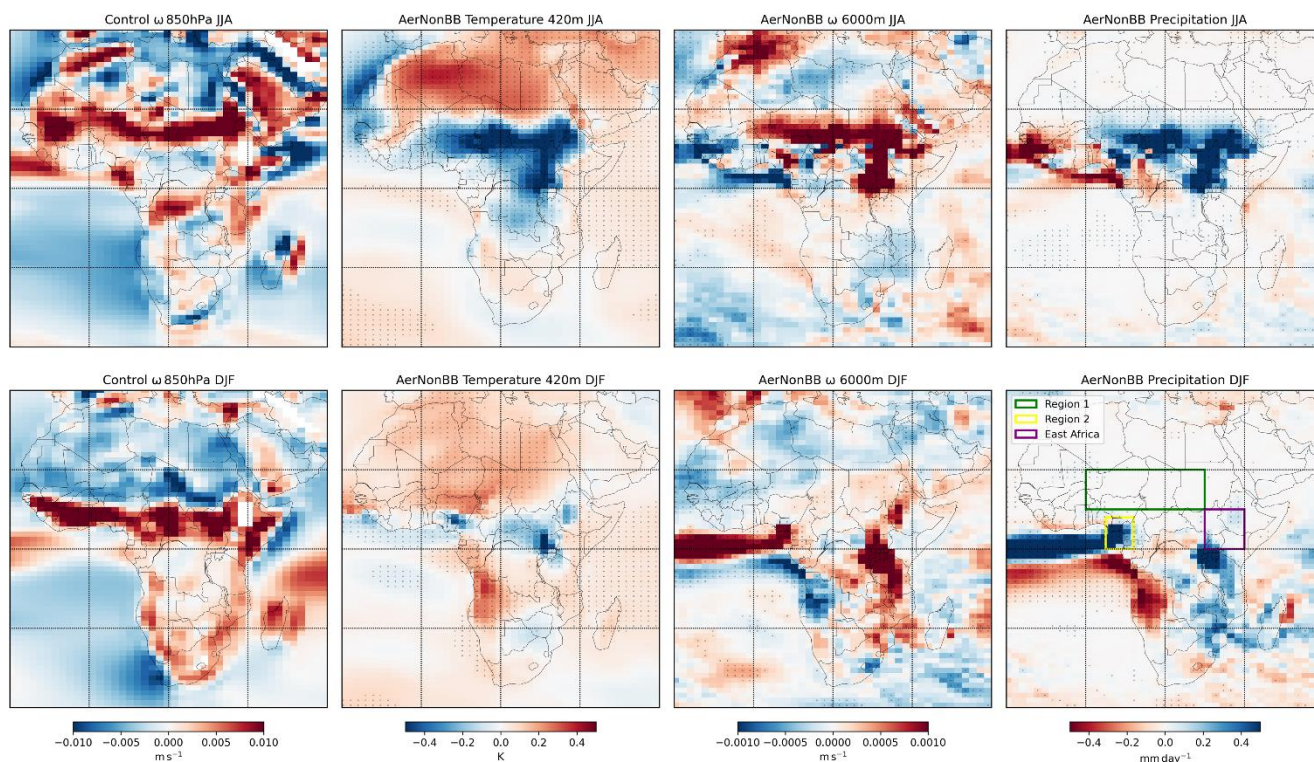 Control ω 850hPa JJA
AerNonBB Temperature 420m JJA
AerNonBB ω 6000m JJA
AerNonBB Precipitation JJA
Control ω 850hPa DJF
AerNonBB Temperature 420m DJF
AerNonBB ω 6000m DJF
AerNonBB Precipitation DJF
Region 1
Region 2
East Africa
−0.010 −0.005 0.000 0.005 0.010
m s⁻¹
−0.4 −0.2 0.0 0.2 0.4
K
−0.0010 −0.0005 0.0000 0.0005 0.0010
m s⁻¹
−0.4 −0.2 0.0 0.2 0.4
mm day⁻¹